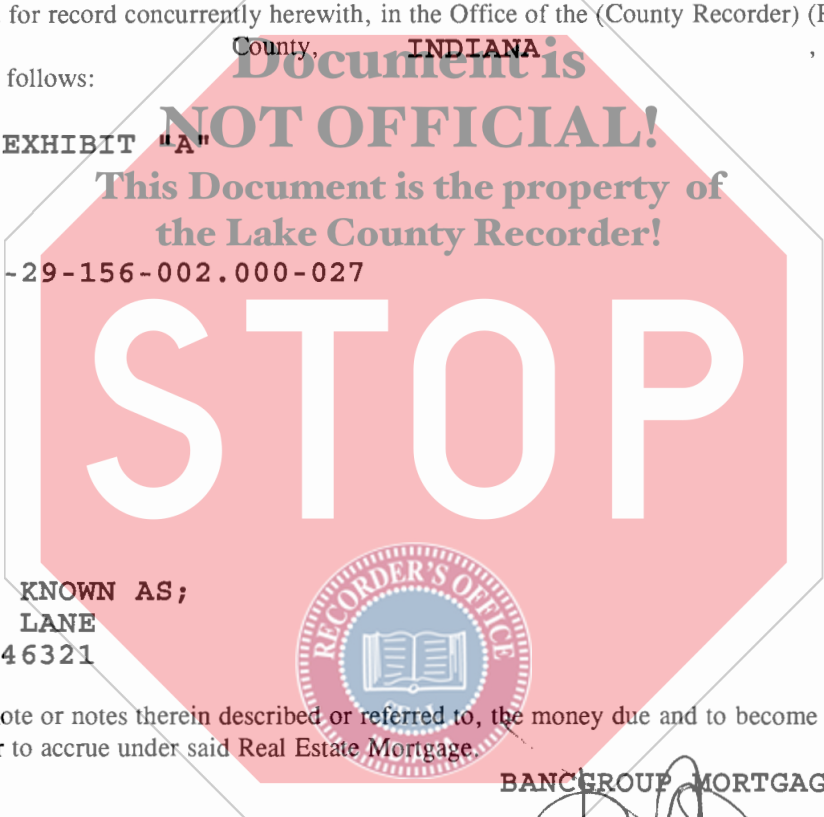 for record concurrently herewith, in the Office of the (County Recorder) (
County, INDIANA ,
Document is
follows:
NOT OFFICIAL!
EXHIBIT "A"
This Document is the property of
the Lake County Recorder!
-29-156-002.000-027
STOP
RECORDER'S OFFICE
SEAL
KNOWN AS;
LANE
46321
ote or notes therein described or referred to, the money due and to become
r to accrue under said Real Estate Mortgage.
BANCGROUP MORTGAG